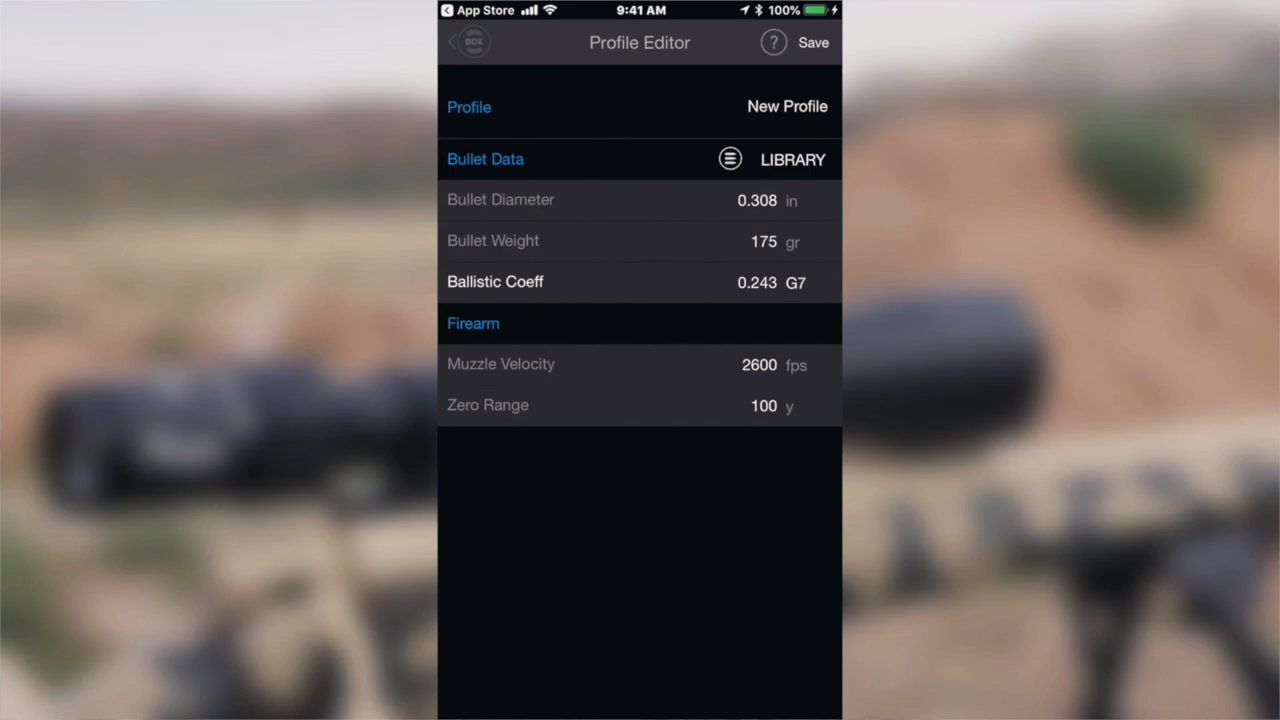 App Store 9:41 AM 100%
BOX Profile Editor ? Save
Profile New Profile
Bullet Data LIBRARY
Bullet Diameter 0.308 in
Bullet Weight 175 gr
Ballistic Coeff 0.243 G7
Firearm
Muzzle Velocity 2600 fps
Zero Range 100 y